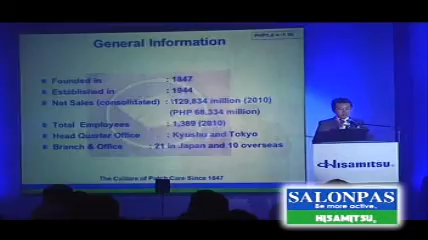 General Information
Founded in : 1847
Established in : 1944
Net Sales (consolidated) : 129,834 million (2010)
(PHP 68,334 million)
Total Employees : 1,389 (2010)
Head Quarter Office : Kyushu and Tokyo
Branch & Office : 21 in Japan and 10 overseas
The Culture of Patch Care Since 1847
HISAMITSU.
SALONPAS
Be more active.
HISAMITSU.